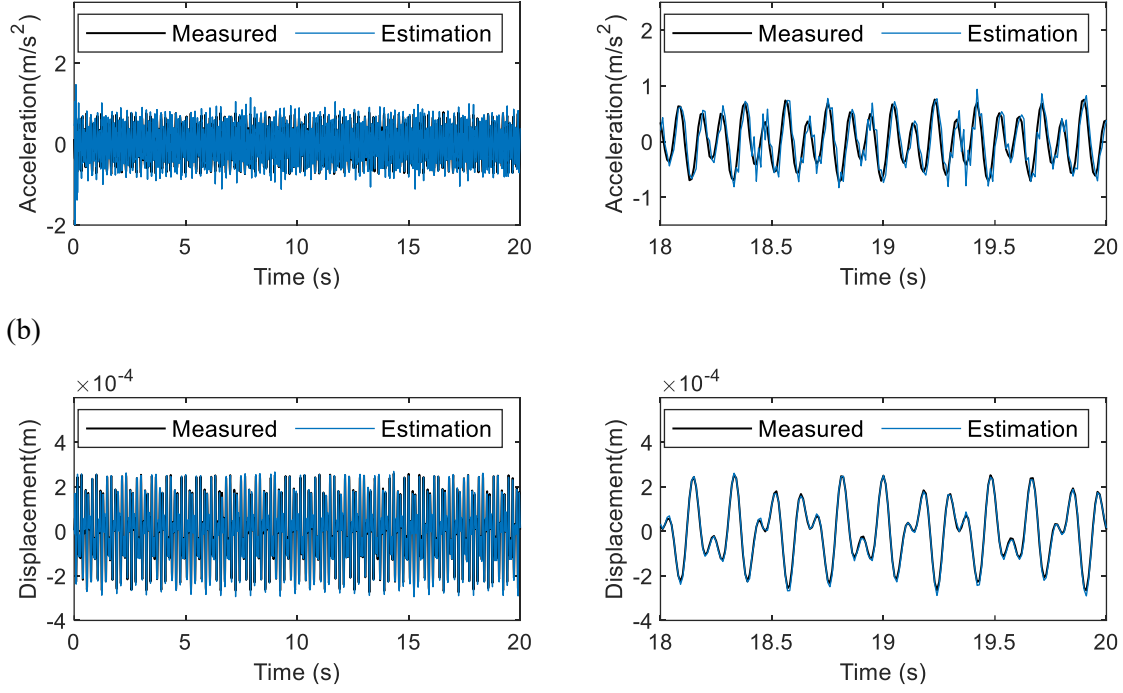 Measured Estimation
Acceleration(m/s²)
2
0
-2
0 5 10 15 20
Time (s)
Measured Estimation
Acceleration(m/s²)
2
1
0
-1
18 18.5 19 19.5 20
Time (s)
(b)
×10⁻⁴
Measured Estimation
Displacement(m)
4
2
0
-2
-4
0 5 10 15 20
Time (s)
×10⁻⁴
Measured Estimation
Displacement(m)
4
2
0
-2
-4
18 18.5 19 19.5 20
Time (s)